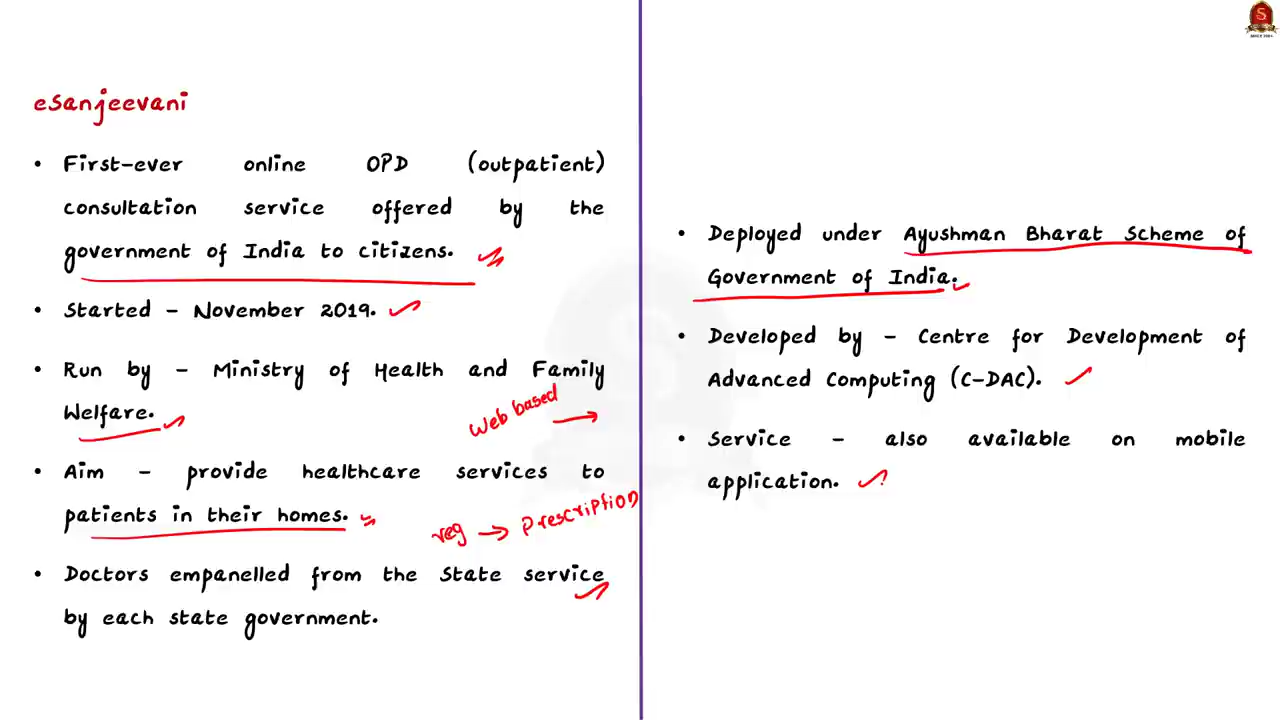 eSanjeevani
• First-ever online OPD (outpatient)
consultation service offered by the
government of India to citizens.
• Started - November 2019.
• Run by - Ministry of Health and Family
Welfare.
Web based →
• Aim - provide healthcare services to
patients in their homes.
reg → Prescription
• Doctors empanelled from the State service
by each state government.
• Deployed under Ayushman Bharat Scheme of
Government of India.
• Developed by - Centre for Development of
Advanced Computing (C-DAC).
• Service - also available on mobile
application.
S